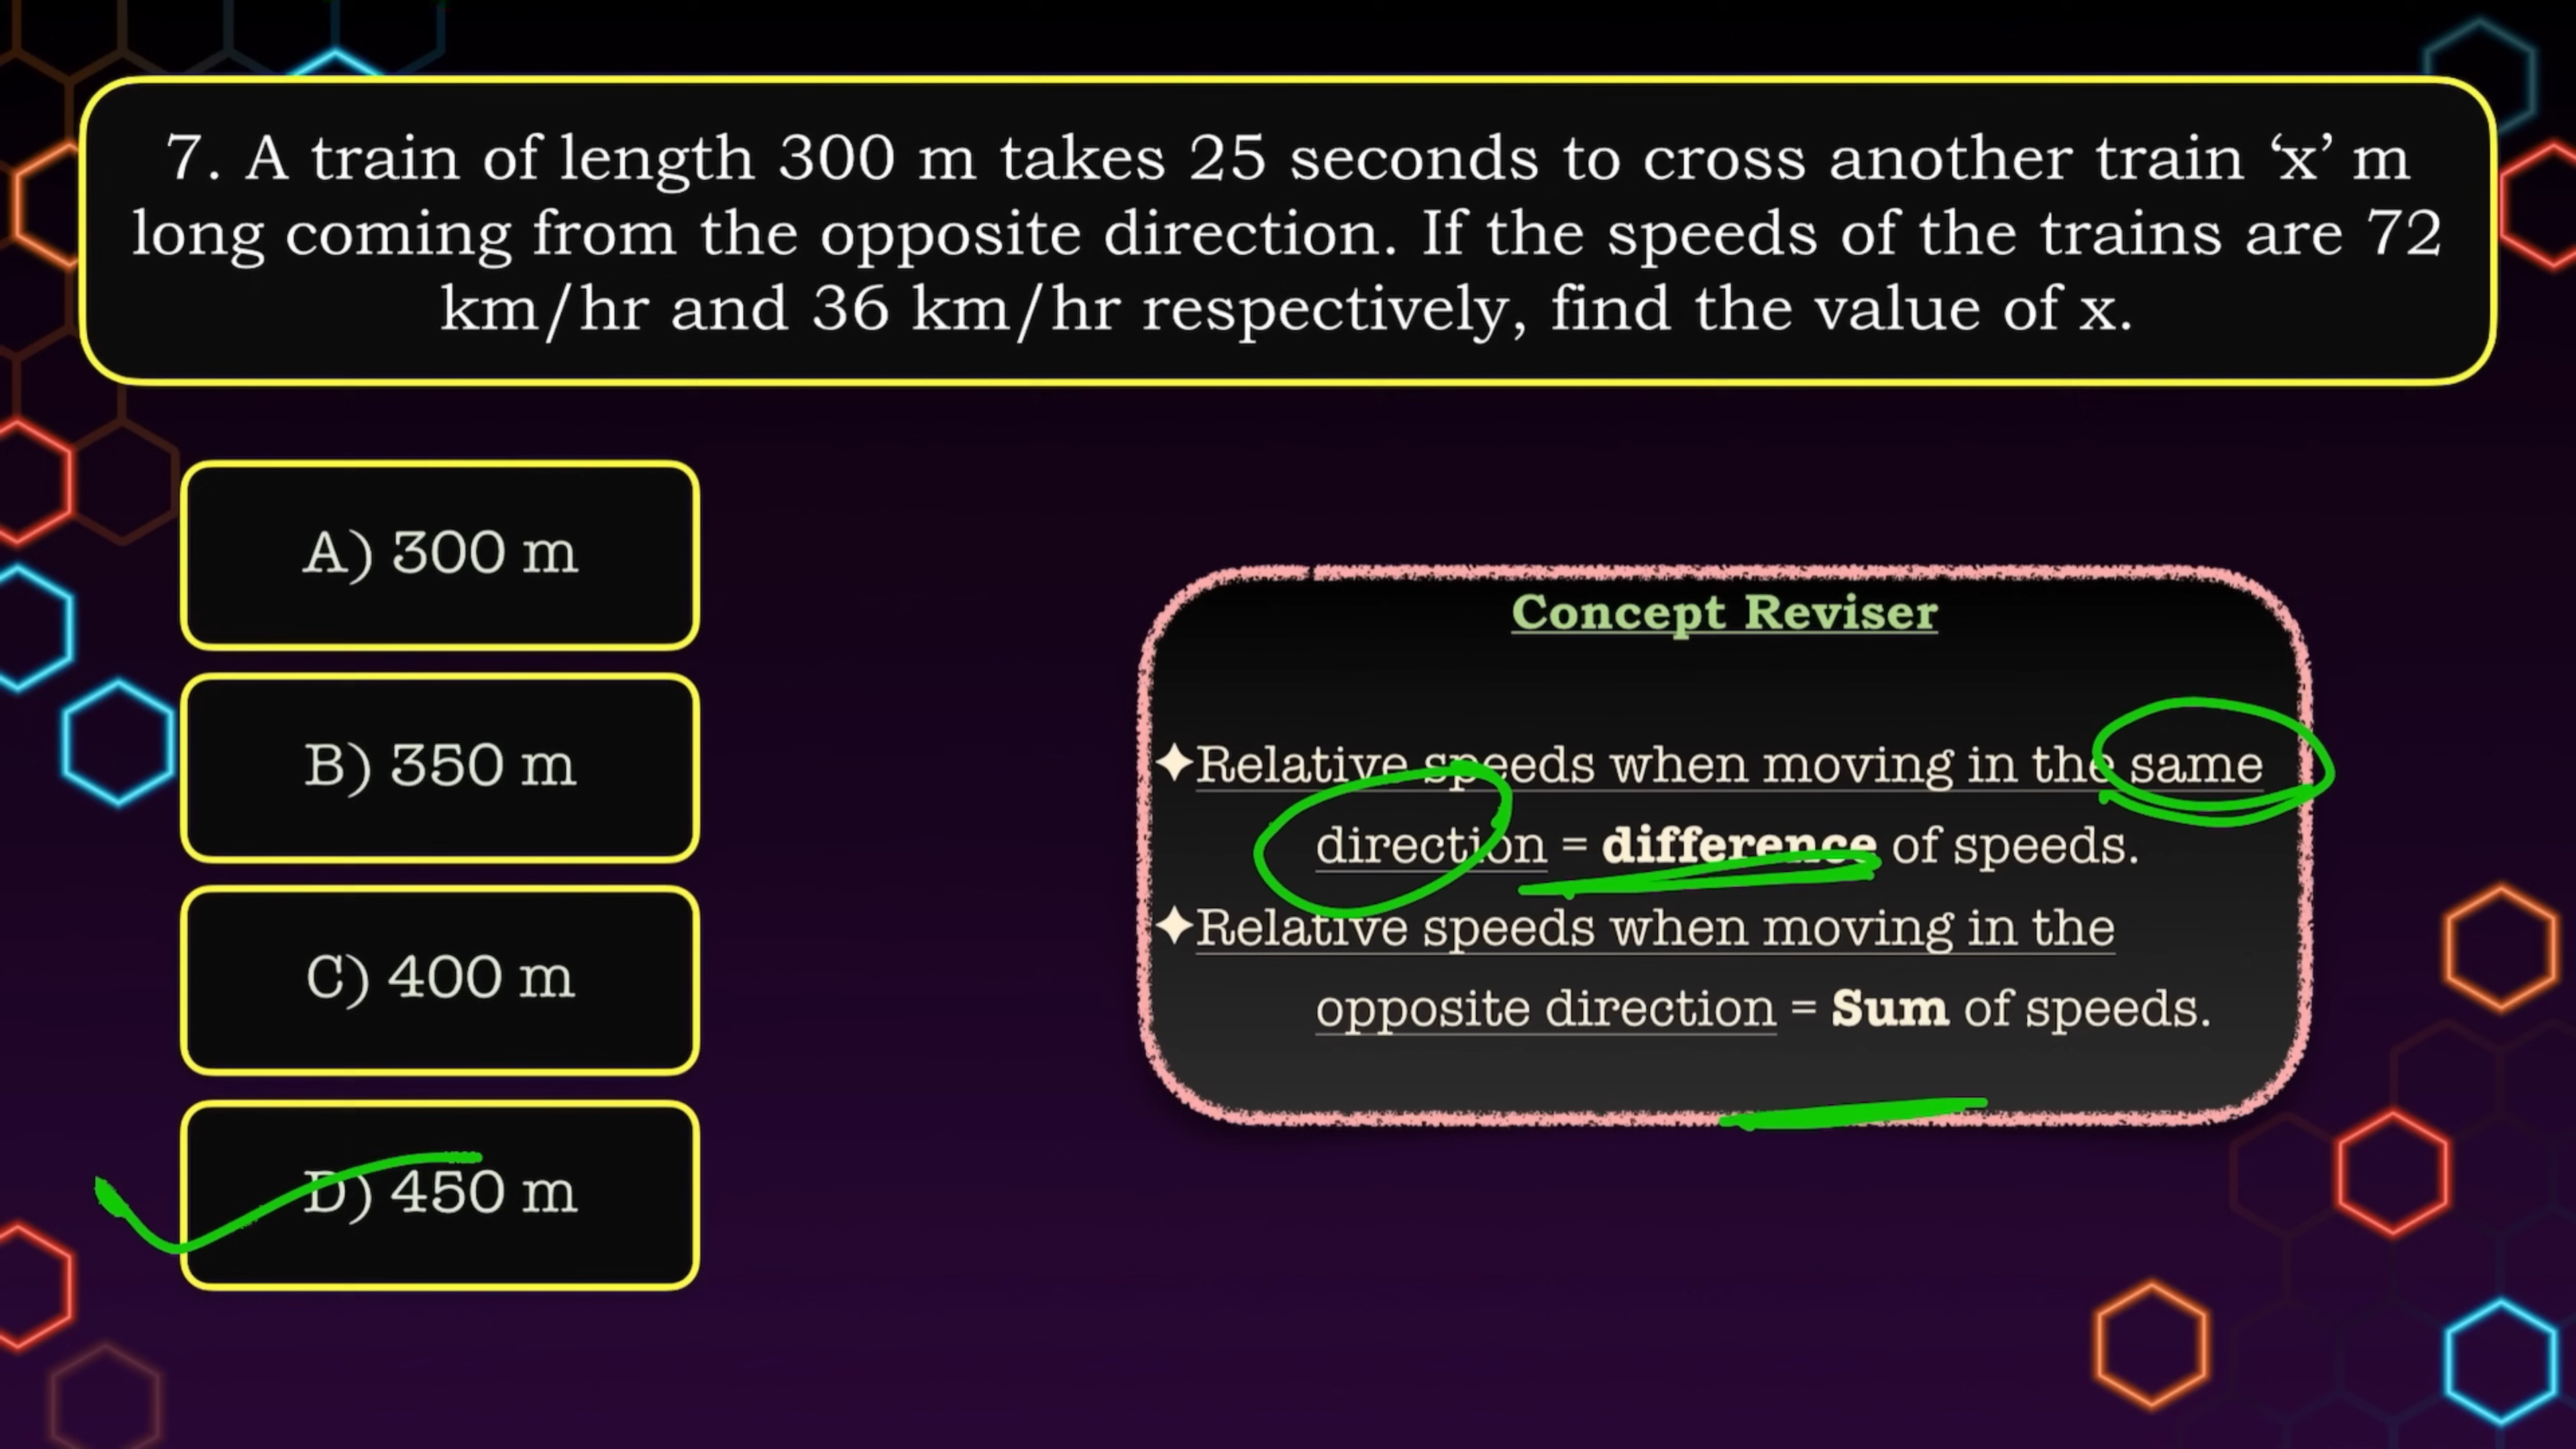 7. A train of length 300 m takes 25 seconds to cross another train ‘x’ m
long coming from the opposite direction. If the speeds of the trains are 72
km/hr and 36 km/hr respectively, find the value of x.
A) 300 m
B) 350 m
C) 400 m
D) 450 m
Concept Reviser
✦Relative speeds when moving in the same
direction = difference of speeds.
✦Relative speeds when moving in the
opposite direction = Sum of speeds.